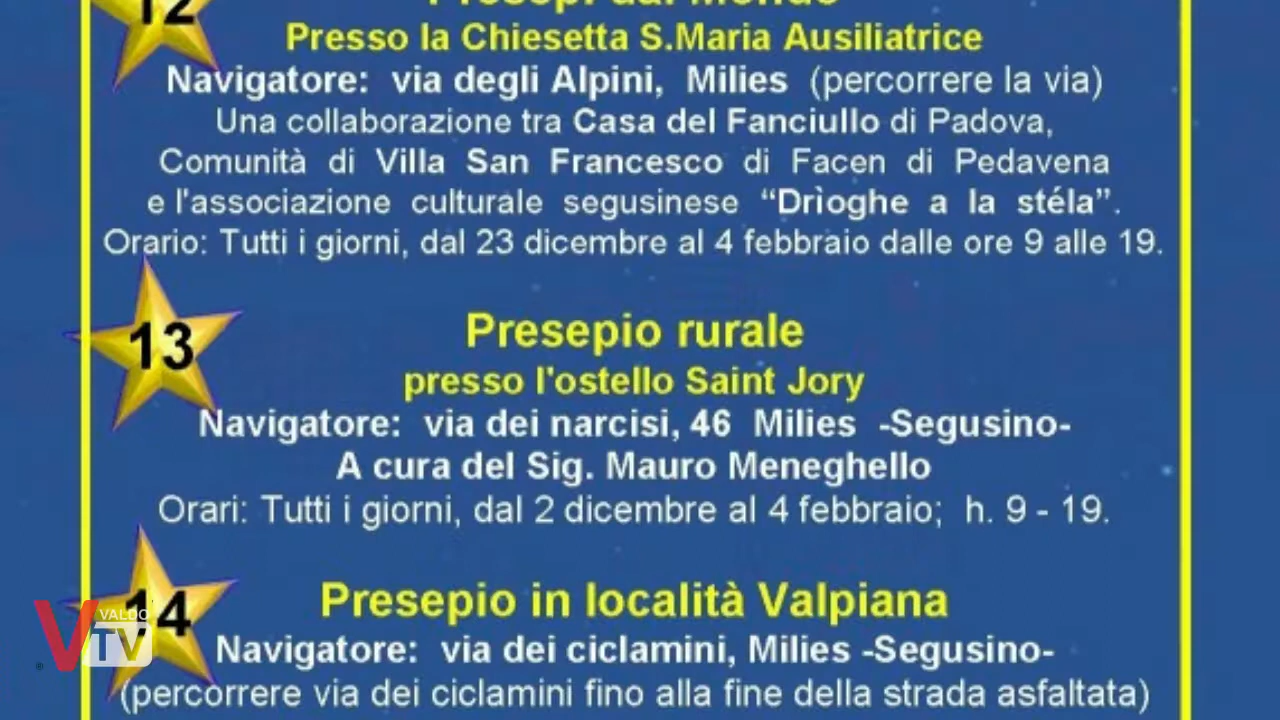 12
Presepi dal Mondo
Presso la Chiesetta S.Maria Ausiliatrice
Navigatore: via degli Alpini, Milies (percorrere la via)
Una collaborazione tra Casa del Fanciullo di Padova,
Comunità di Villa San Francesco di Facen di Pedavena
e l'associazione culturale segusinese “Drìoghe a la stéla”.
Orario: Tutti i giorni, dal 23 dicembre al 4 febbraio dalle ore 9 alle 19.
13
Presepio rurale
presso l'ostello Saint Jory
Navigatore: via dei narcisi, 46 Milies -Segusino-
A cura del Sig. Mauro Meneghello
Orari: Tutti i giorni, dal 2 dicembre al 4 febbraio; h. 9 - 19.
14
Presepio in località Valpiana
Navigatore: via dei ciclamini, Milies -Segusino-
(percorrere via dei ciclamini fino alla fine della strada asfaltata)
V VALDO TV ®